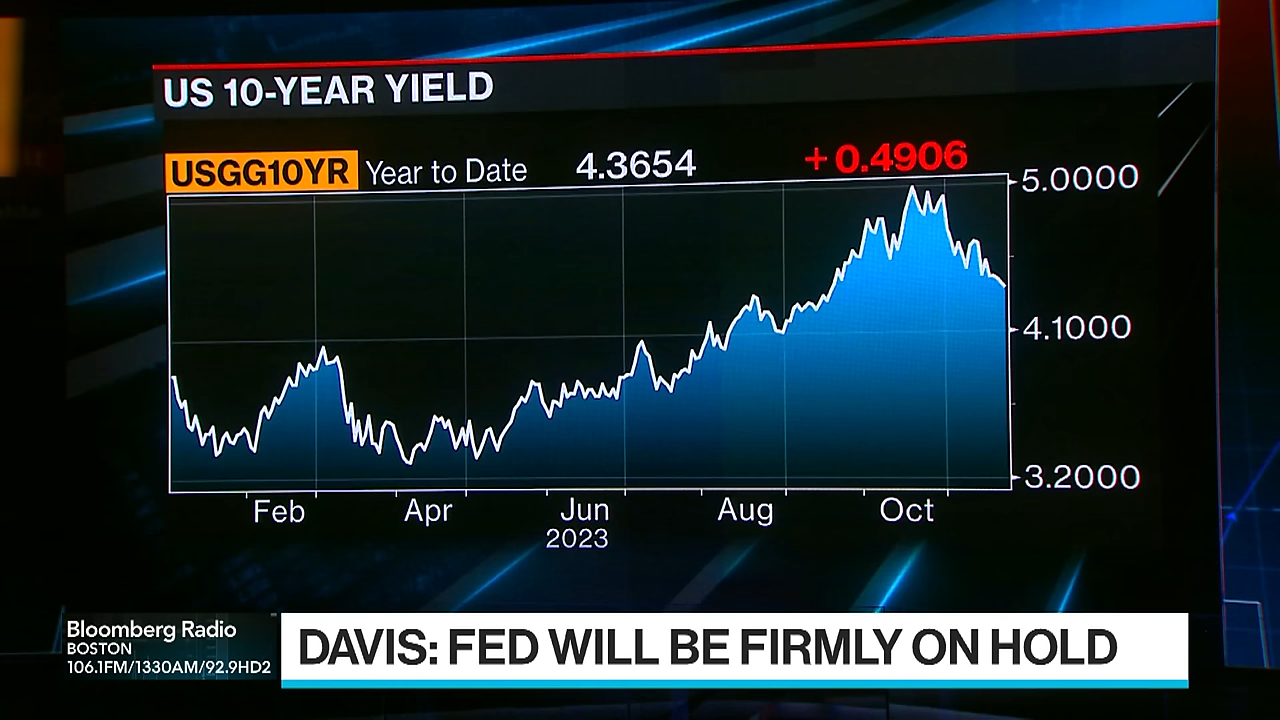 US 10-YEAR YIELD
USGG10YR Year to Date 4.3654 +0.4906
5.0000
4.1000
3.2000
Feb Apr Jun Aug Oct
2023
Bloomberg Radio
BOSTON
106.1FM/1330AM/92.9HD2
DAVIS: FED WILL BE FIRMLY ON HOLD